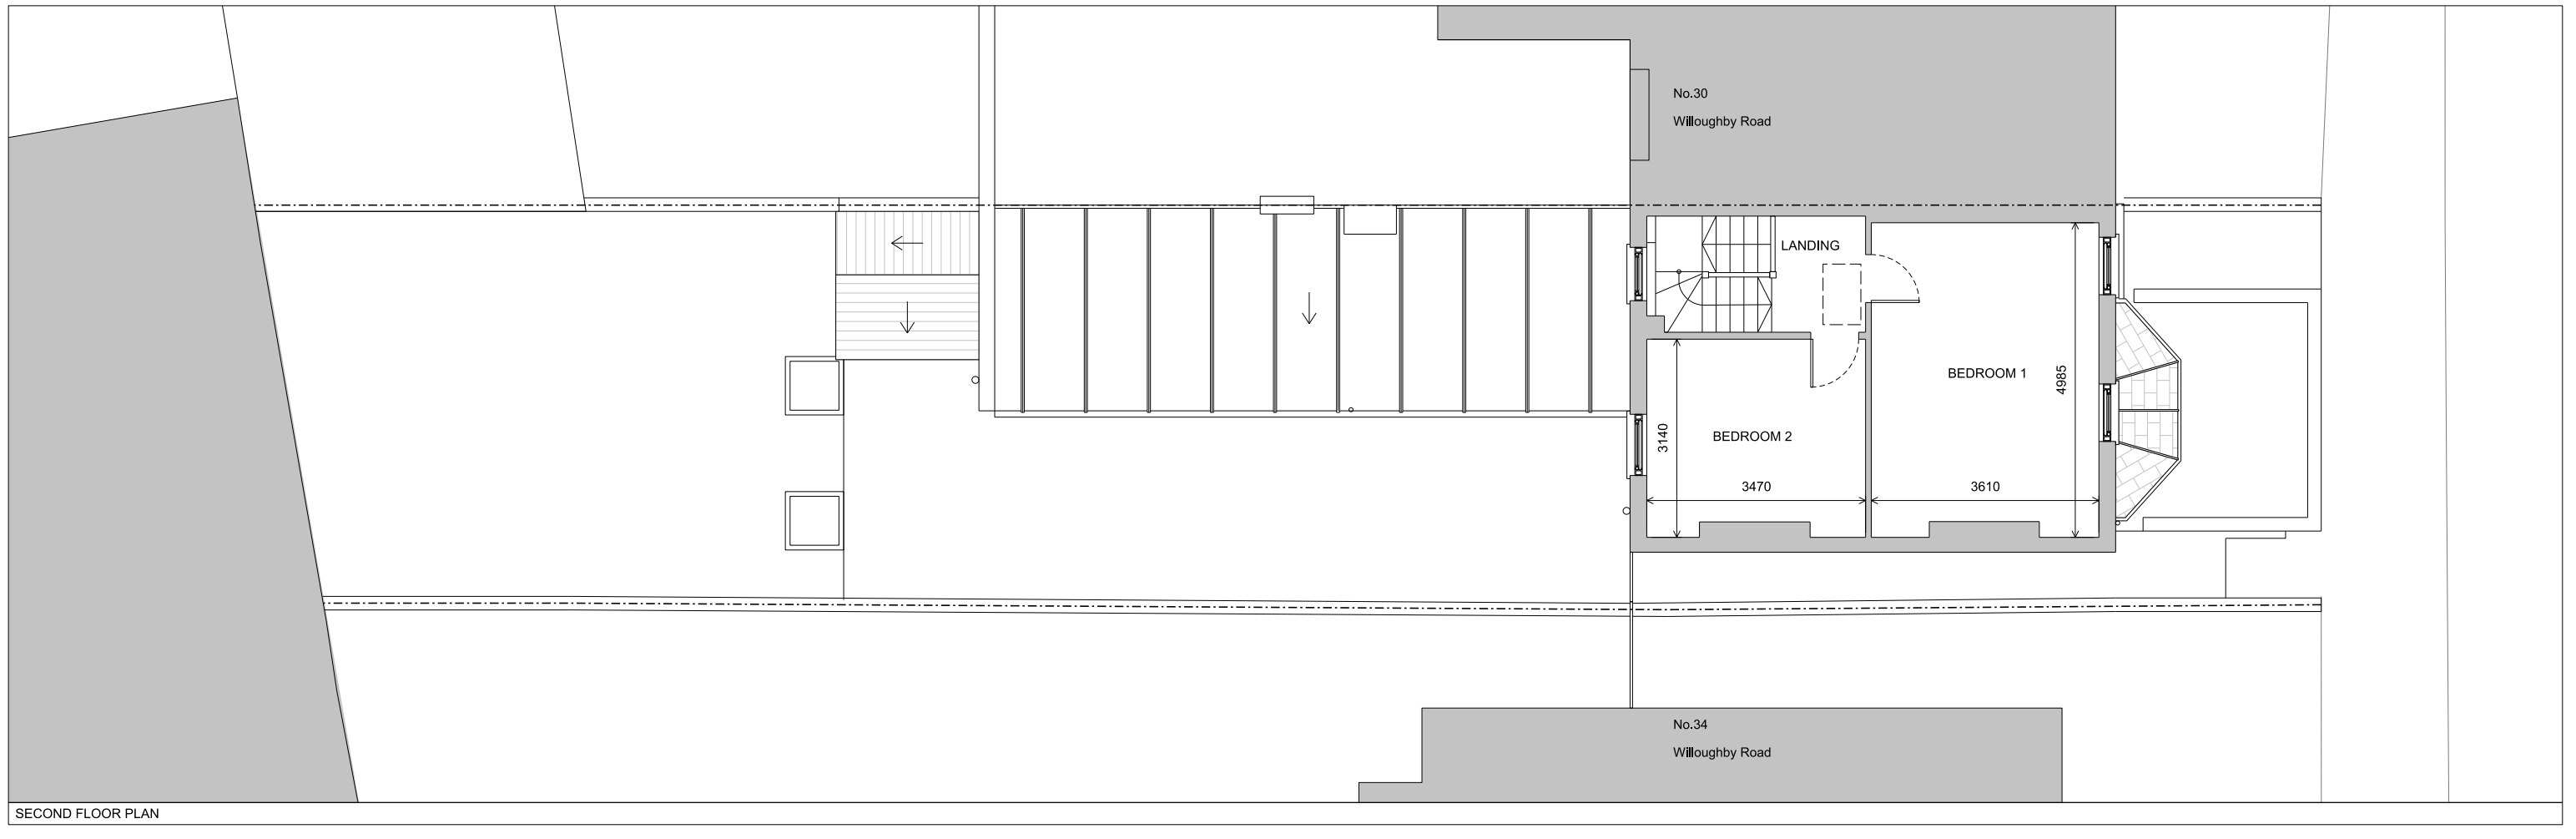 No.30
Willoughby Road
LANDING
BEDROOM 1
4985
BEDROOM 2
3140
3470
3610
No.34
Willoughby Road
SECOND FLOOR PLAN